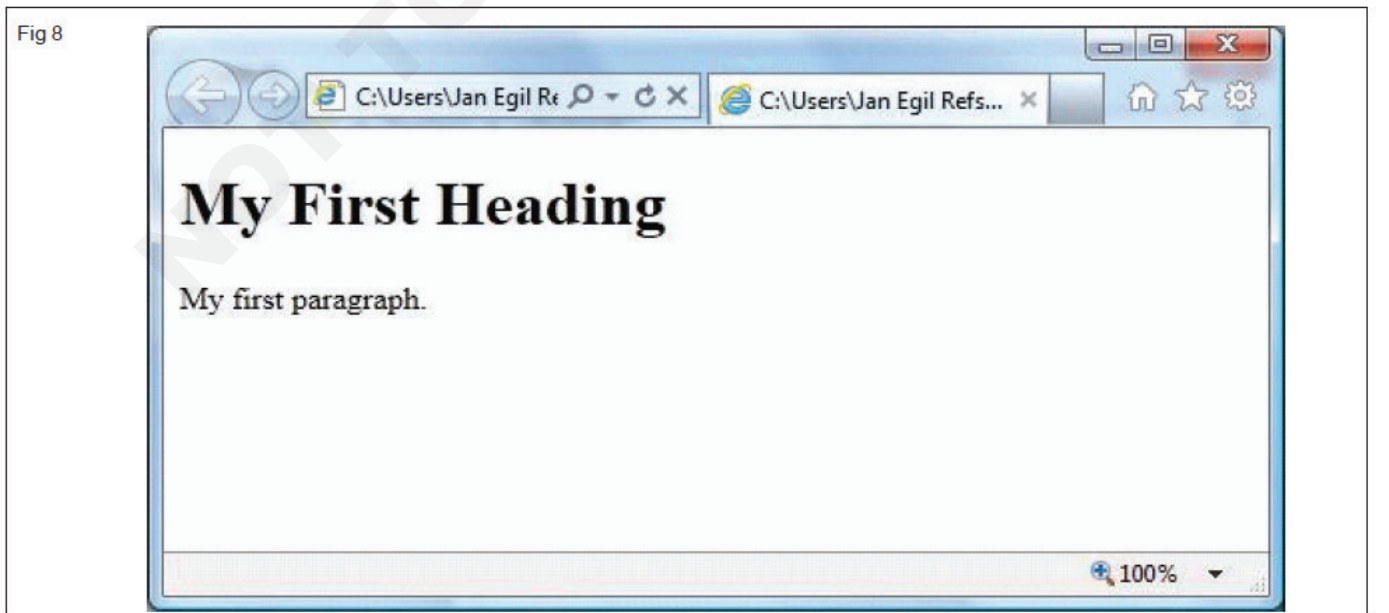 Fig 8
C:\Users\Jan Egil Re
C:\Users\Jan Egil Refs...
My First Heading
My first paragraph.
100%